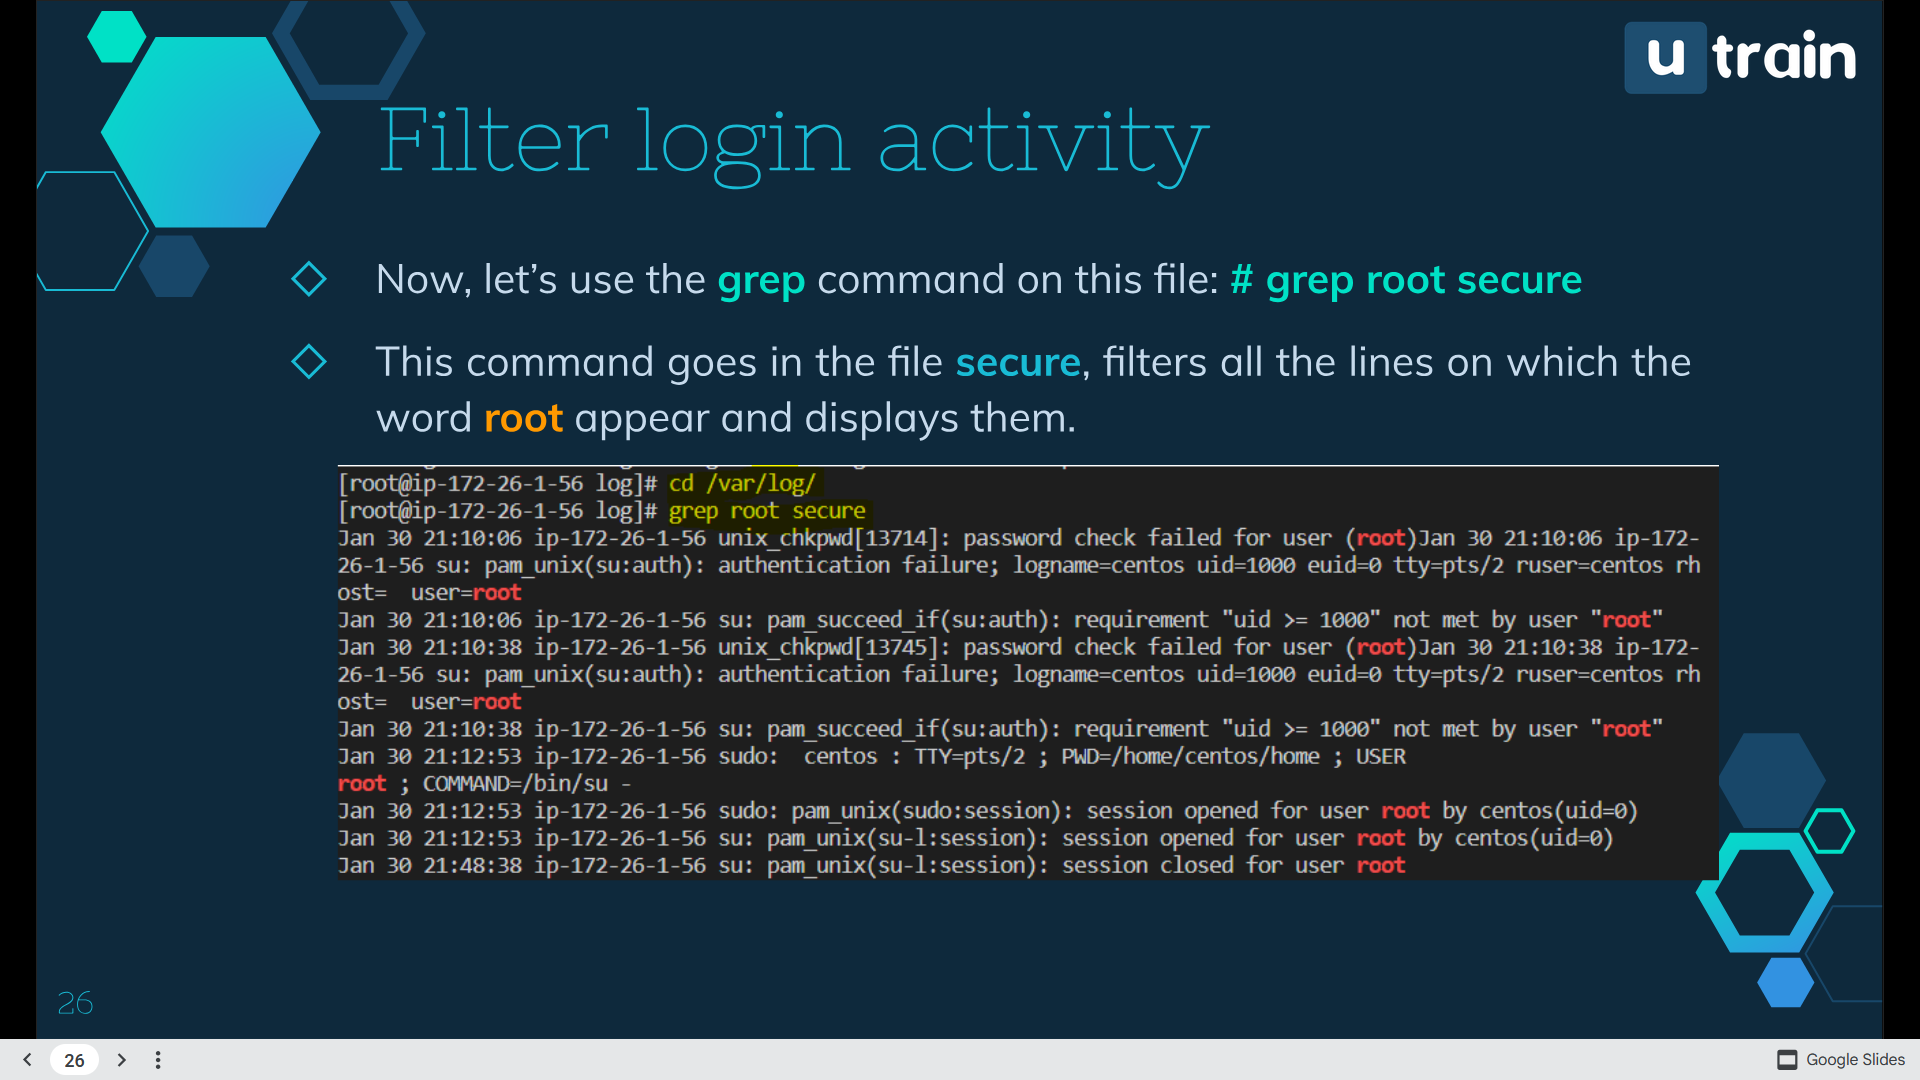 u train
Filter login activity
Now, let's use the grep command on this file: # grep root secure
This command goes in the file secure, filters all the lines on which the
word root appear and displays them.
[root@ip-172-26-1-56 log]# cd /var/log/
[root@ip-172-26-1-56 log]# grep root secure
Jan 30 21:10:06 ip-172-26-1-56 unix_chkpwd[13714]: password check failed for user (root)Jan 30 21:10:06 ip-172-
26-1-56 su: pam_unix(su:auth): authentication failure; logname=centos uid=1000 euid=0 tty=pts/2 ruser=centos rh
ost=  user=root
Jan 30 21:10:06 ip-172-26-1-56 su: pam_succeed_if(su:auth): requirement "uid >= 1000" not met by user "root"
Jan 30 21:10:38 ip-172-26-1-56 unix_chkpwd[13745]: password check failed for user (root)Jan 30 21:10:38 ip-172-
26-1-56 su: pam_unix(su:auth): authentication failure; logname=centos uid=1000 euid=0 tty=pts/2 ruser=centos rh
ost=  user=root
Jan 30 21:10:38 ip-172-26-1-56 su: pam_succeed_if(su:auth): requirement "uid >= 1000" not met by user "root"
Jan 30 21:12:53 ip-172-26-1-56 sudo:  centos : TTY=pts/2 ; PWD=/home/centos/home ; USER
root ; COMMAND=/bin/su -
Jan 30 21:12:53 ip-172-26-1-56 sudo: pam_unix(sudo:session): session opened for user root by centos(uid=0)
Jan 30 21:12:53 ip-172-26-1-56 su: pam_unix(su-l:session): session opened for user root by centos(uid=0)
Jan 30 21:48:38 ip-172-26-1-56 su: pam_unix(su-l:session): session closed for user root
26
26
Google Slides